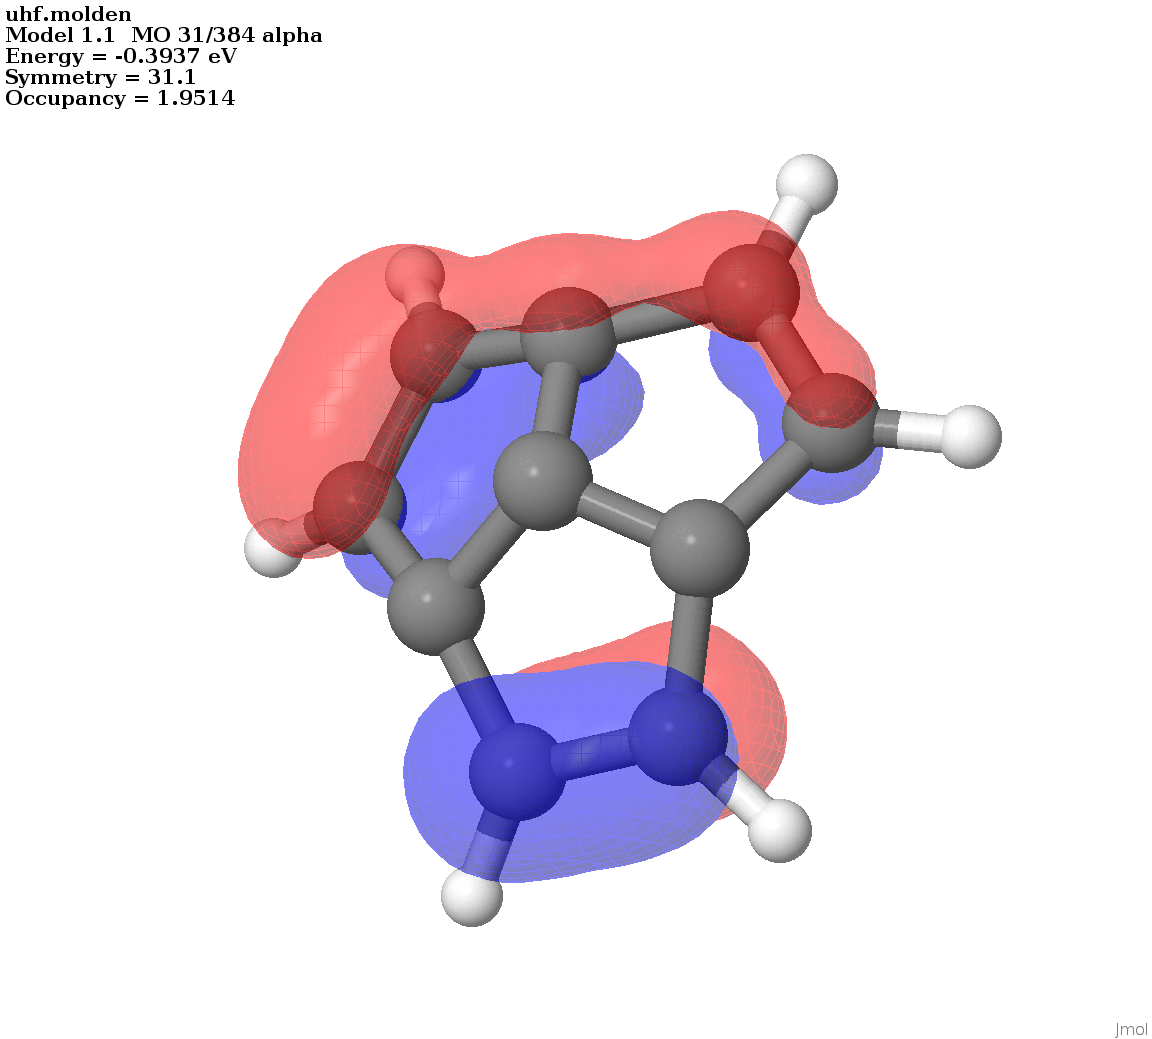 uhf.molden
Model 1.1  MO 31/384 alpha
Energy = -0.3937 eV
Symmetry = 31.1
Occupancy = 1.9514
Jmol